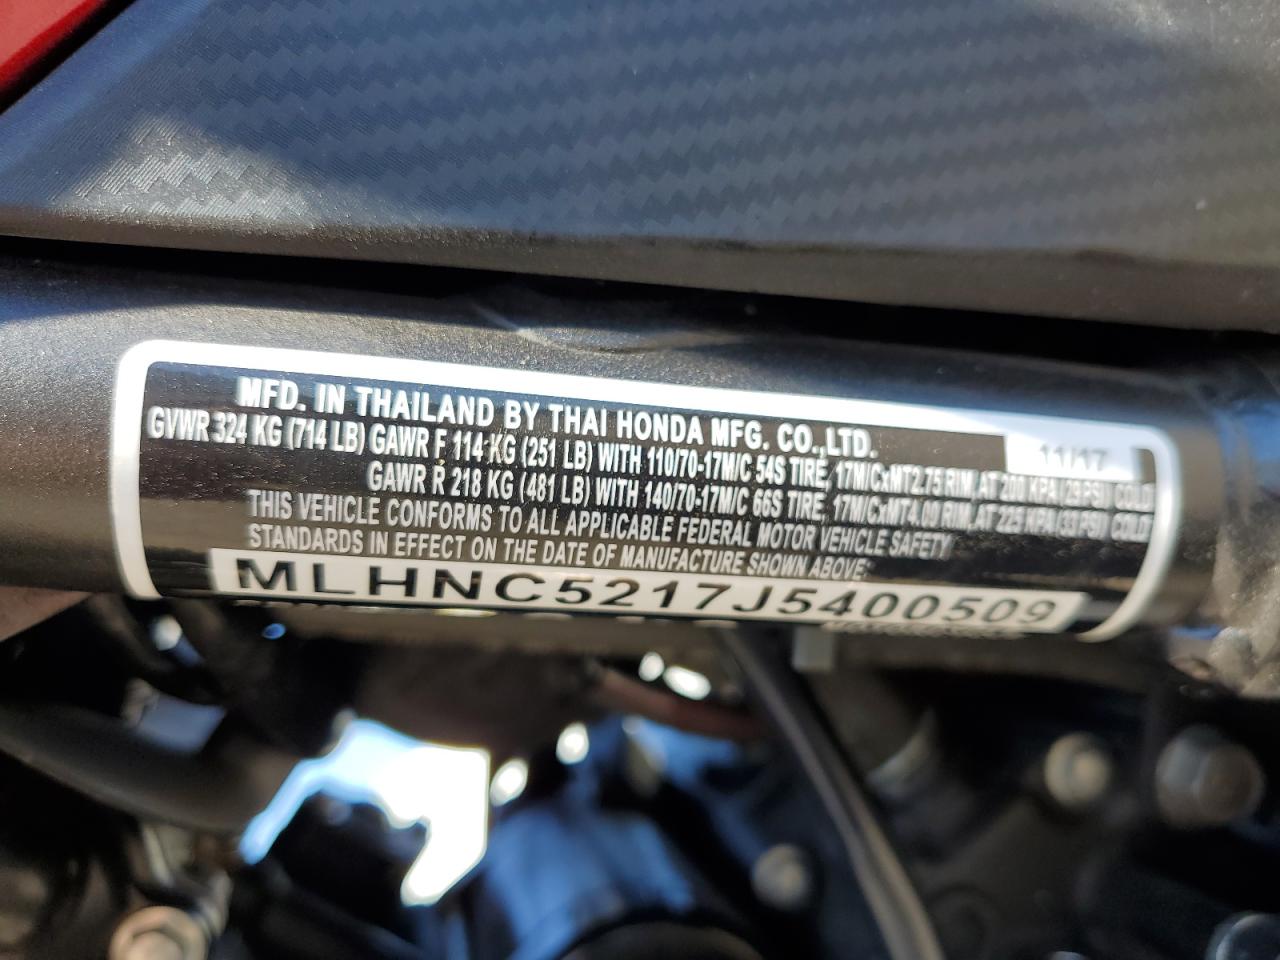 MFD. IN THAILAND BY THAI HONDA MFG. CO.,LTD. 11/17
GVWR 324 KG (714 LB) GAWR F 114 KG (251 LB) WITH 110/70-17M/C 54S TIRE, 17M/CxMT2.75 RIM, AT 200 KPA (29 PSI) COLD
GAWR R 218 KG (481 LB) WITH 140/70-17M/C 66S TIRE, 17M/CxMT4.00 RIM, AT 225 KPA (33 PSI) COLD
THIS VEHICLE CONFORMS TO ALL APPLICABLE FEDERAL MOTOR VEHICLE SAFETY
STANDARDS IN EFFECT ON THE DATE OF MANUFACTURE SHOWN ABOVE.
MLHNC5217J5400509